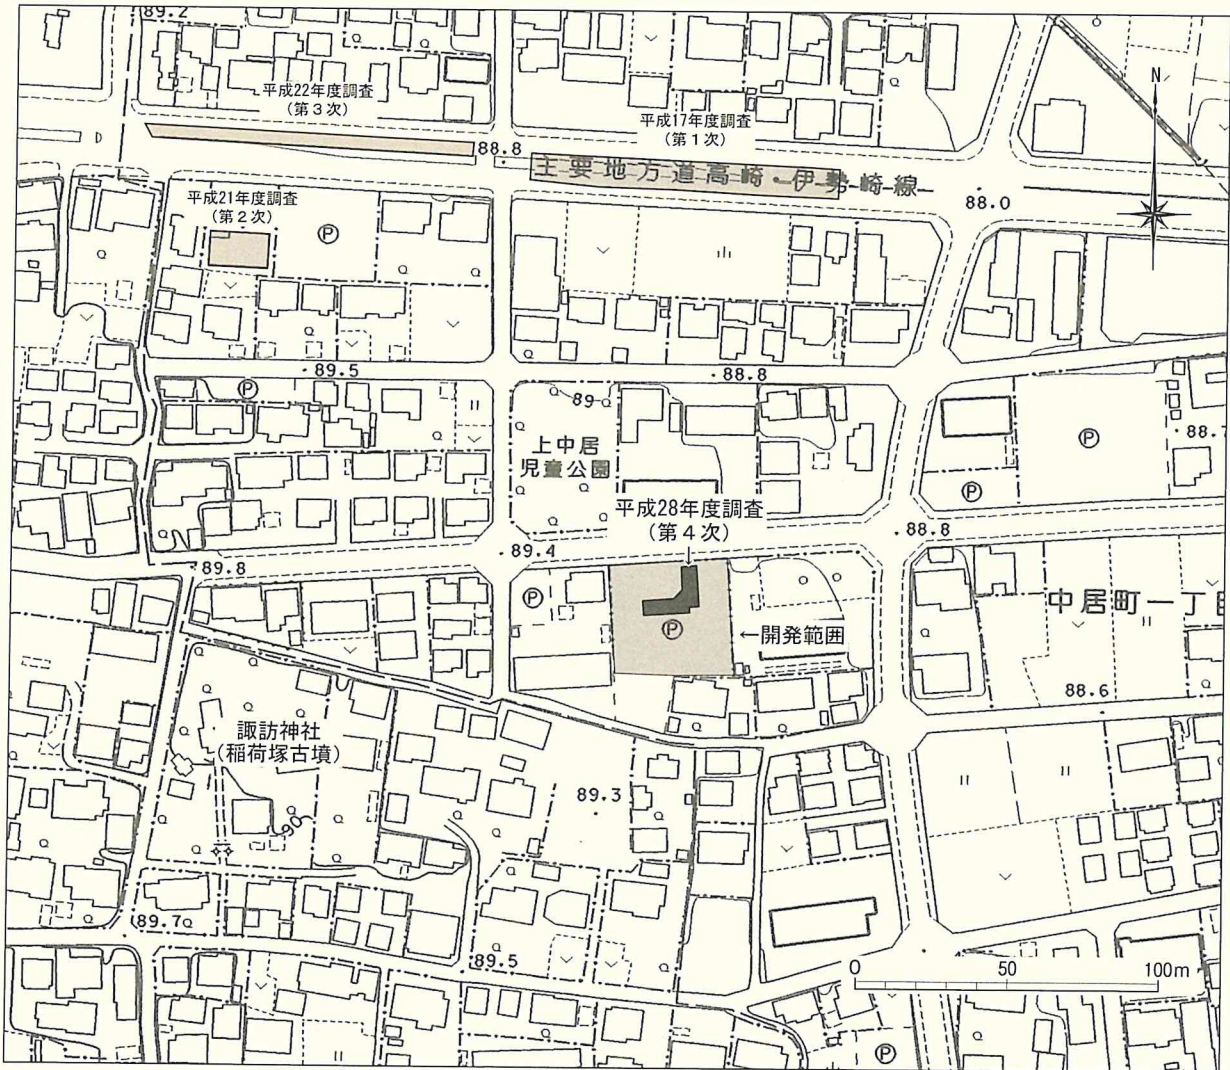 89.2
平成22年度調査
(第3次)
平成17年度調査
(第1次)
N
88.8
主要地方道高崎・伊勢崎線
88.0
平成21年度調査
(第2次)
P
89.5
88.8
P
89
上中居
児童公園
P
88.7
P
平成28年度調査
(第4次)
89.4
88.8
89.8
P
P
←開発範囲
中居町一丁目
88.6
諏訪神社
(稲荷塚古墳)
89.3
90
89.7
89.5
0 50 100m
P